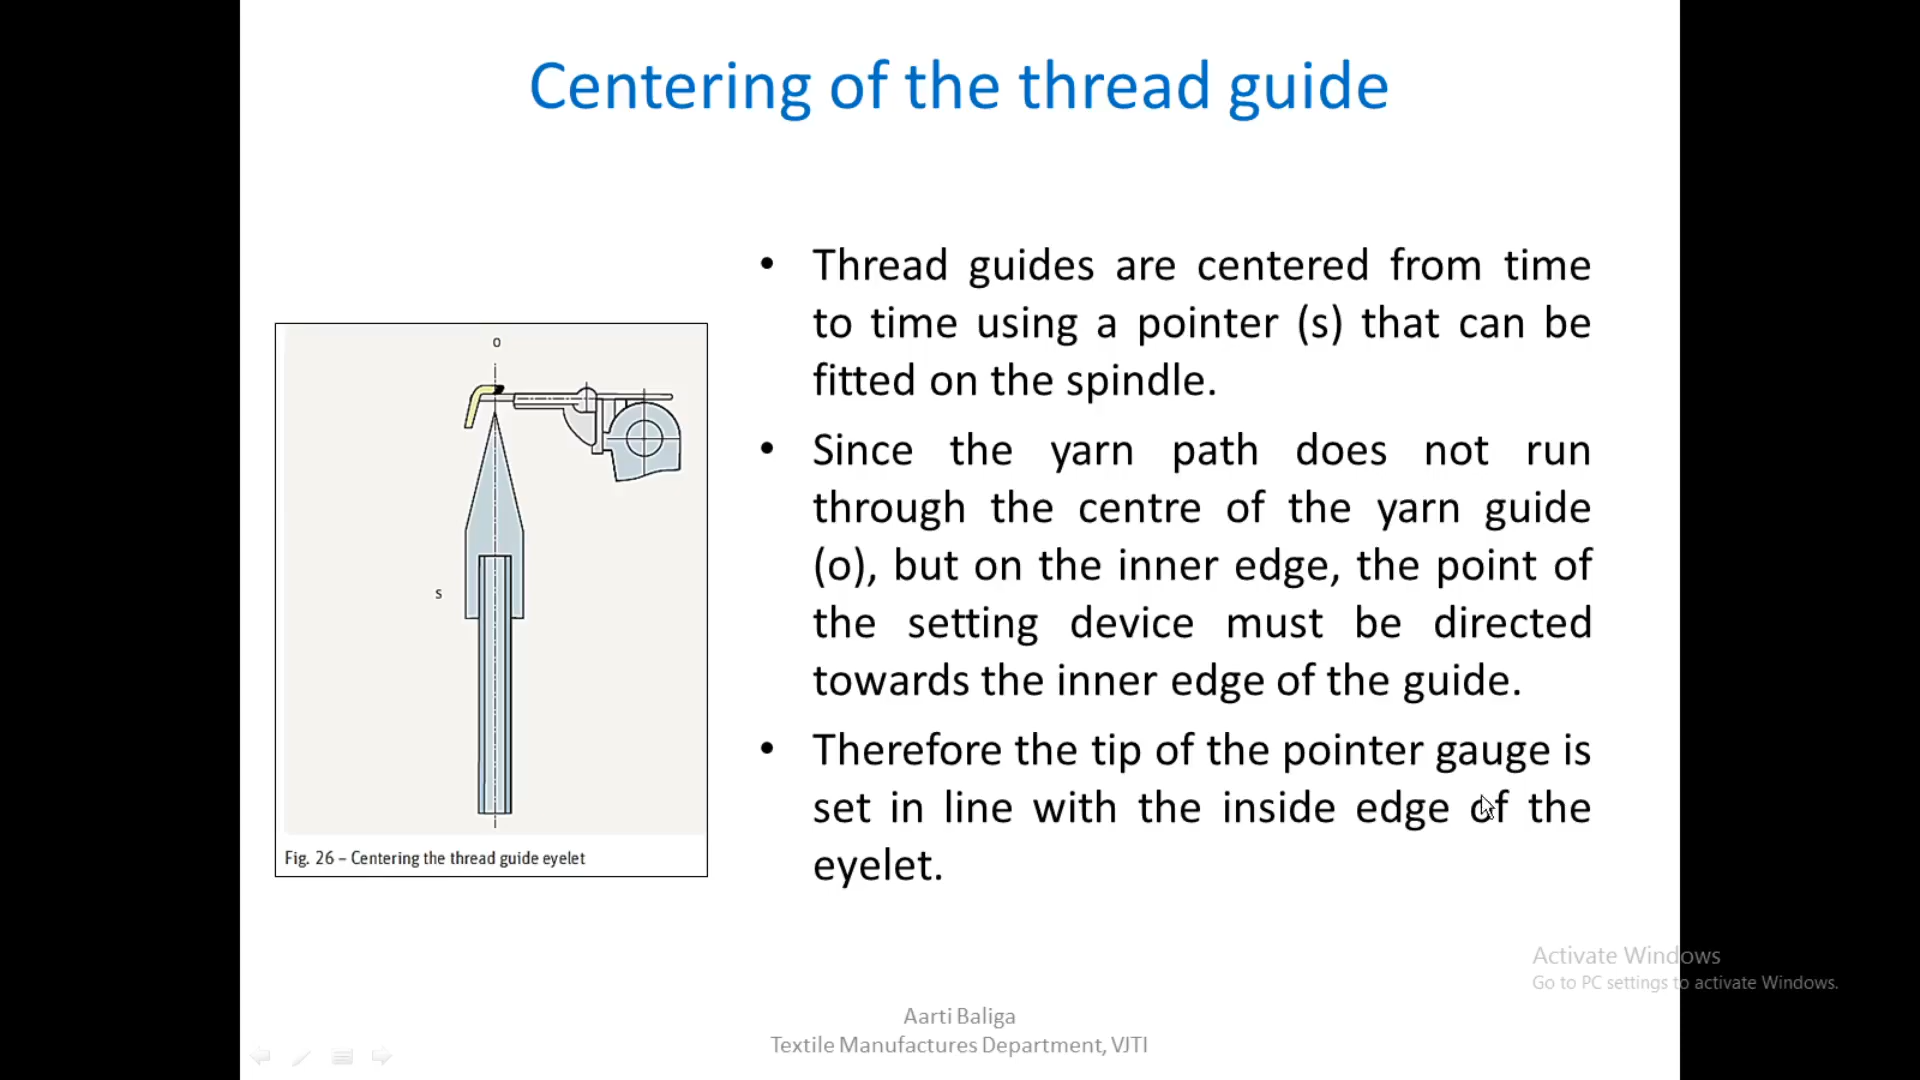 Centering of the thread guide
o
s
Fig. 26 – Centering the thread guide eyelet
• Thread guides are centered from time
to time using a pointer (s) that can be
fitted on the spindle.
• Since the yarn path does not run
through the centre of the yarn guide
(o), but on the inner edge, the point of
the setting device must be directed
towards the inner edge of the guide.
• Therefore the tip of the pointer gauge is
set in line with the inside edge of the
eyelet.
Activate Windows
Go to PC settings to activate Windows.
Aarti Baliga
Textile Manufactures Department, VJTI